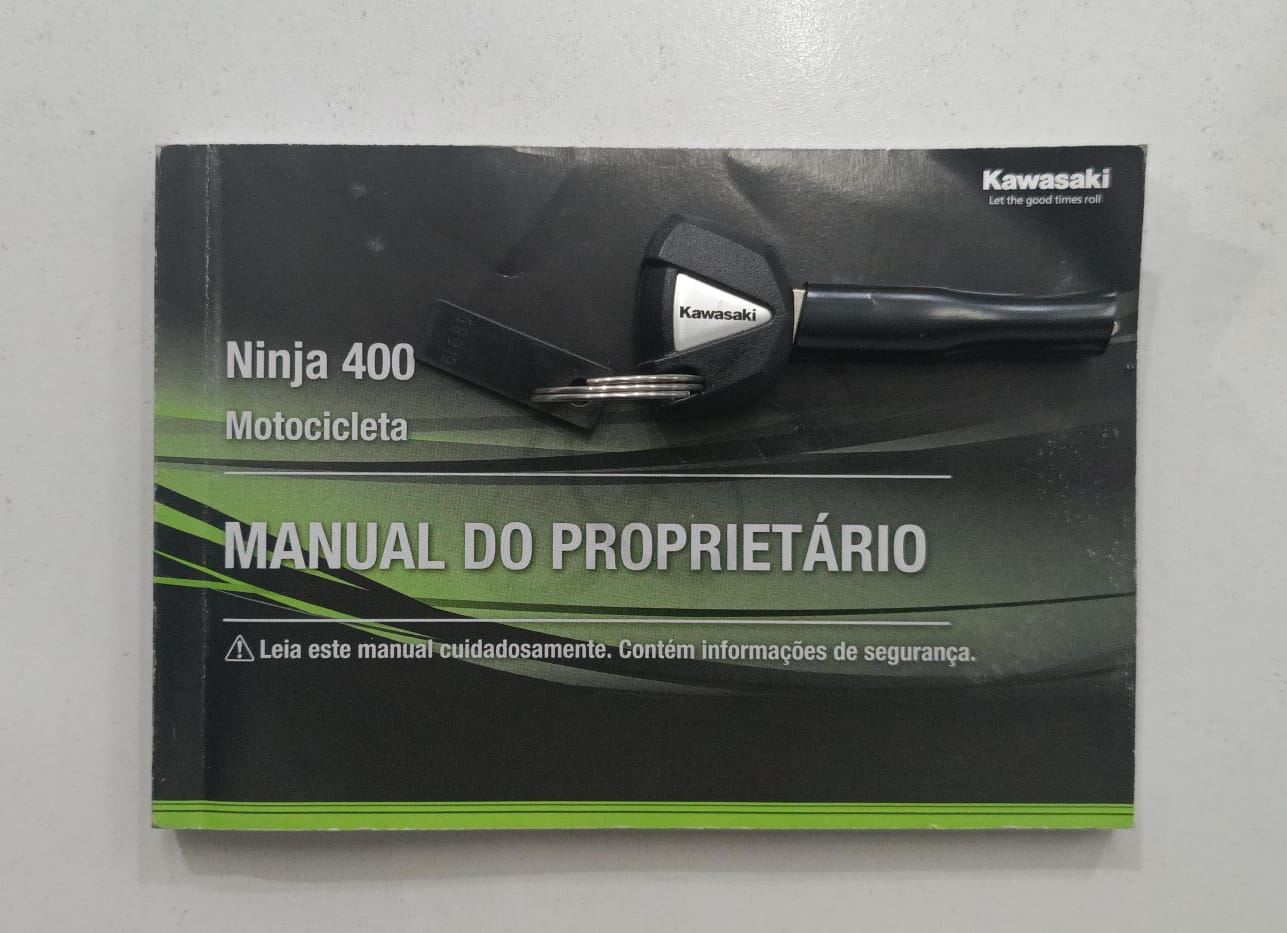 Kawasaki
Let the good times roll
Kawasaki
Ninja 400
Motocicleta
MANUAL DO PROPRIETÁRIO
Leia este manual cuidadosamente. Contém informações de segurança.